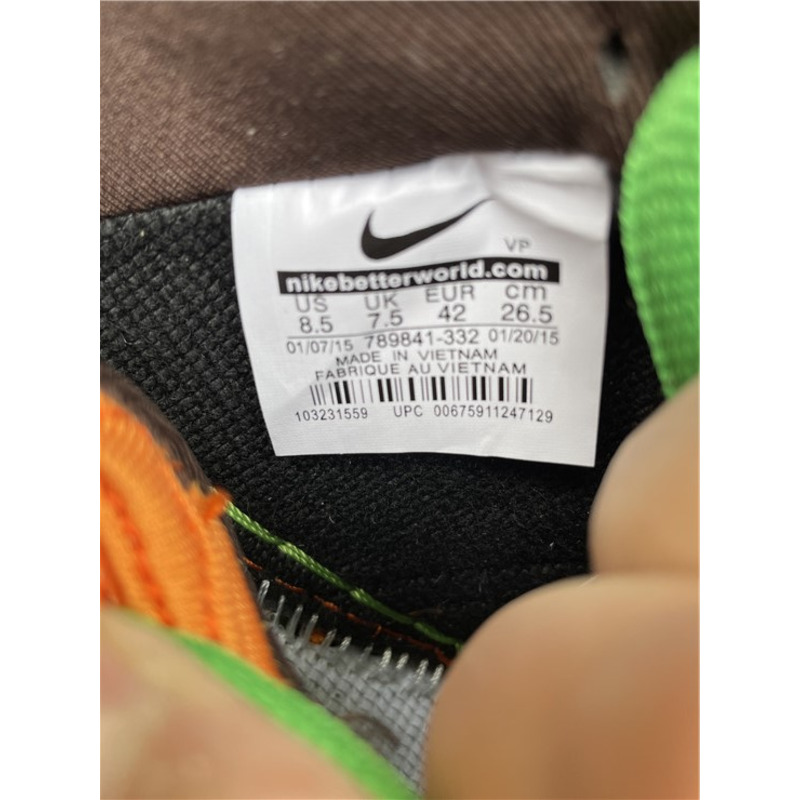 VP
nikebetterworld.com
US UK EUR cm
8.5 7.5 42 26.5
01/07/15 789841-332 01/20/15
MADE IN VIETNAM
FABRIQUE AU VIETNAM
103231559 UPC 00675911247129